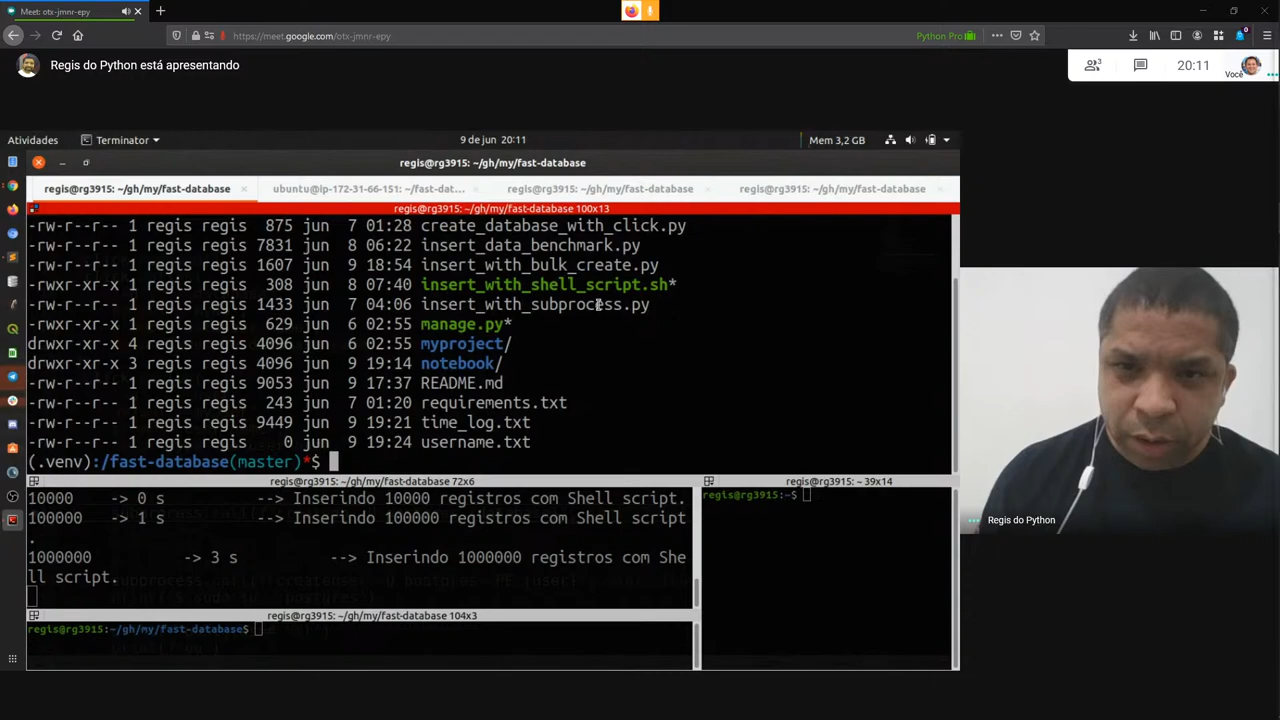 Meet: otx-jmnr-epy
https://meet.google.com/otx-jmnr-epy
Python Pro
Regis do Python está apresentando
3
20:11
Você
Atividades
Terminator
9 de jun 20:11
Mem 3,2 GB
regis@rg3915: ~/gh/my/fast-database
regis@rg3915: ~/gh/my/fast-database
ubuntu@ip-172-31-66-151: ~/fast-dat...
regis@rg3915: ~/gh/my/fast-database
regis@rg3915: ~/gh/my/fast-database
regis@rg3915: ~/gh/my/fast-database 100x13
-rw-r--r-- 1 regis regis 875 jun 7 01:28 create_database_with_click.py
-rw-r--r-- 1 regis regis 7831 jun 8 06:22 insert_data_benchmark.py
-rw-r--r-- 1 regis regis 1607 jun 9 18:54 insert_with_bulk_create.py
-rwxr-xr-x 1 regis regis 308 jun 8 07:40 insert_with_shell_script.sh*
-rw-r--r-- 1 regis regis 1433 jun 7 04:06 insert_with_subprocess.py
-rwxr-xr-x 1 regis regis 629 jun 6 02:55 manage.py*
drwxr-xr-x 4 regis regis 4096 jun 6 02:55 myproject/
drwxr-xr-x 3 regis regis 4096 jun 9 19:14 notebook/
-rw-r--r-- 1 regis regis 9053 jun 9 17:37 README.md
-rw-r--r-- 1 regis regis 243 jun 7 01:20 requirements.txt
-rw-r--r-- 1 regis regis 9449 jun 9 19:21 time_log.txt
-rw-r--r-- 1 regis regis 0 jun 9 19:24 username.txt
(.venv):/fast-database(master)*$
regis@rg3915: ~/gh/my/fast-database 72x6
10000 -> 0 s --> Inserindo 10000 registros com Shell script.
100000 -> 1 s --> Inserindo 100000 registros com Shell script
.
1000000 -> 3 s --> Inserindo 1000000 registros com She
ll script.
regis@rg3915: ~ 39x14
regis@rg3915:~$
regis@rg3915: ~/gh/my/fast-database 104x3
regis@rg3915:~/gh/my/fast-database$
Regis do Python